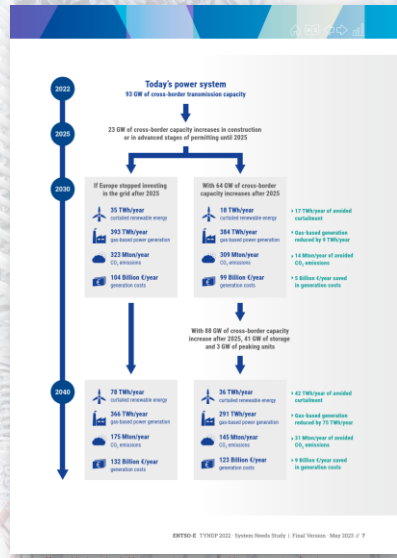 2022
Today's power system
93 GW of cross-border transmission capacity
2025
23 GW of cross-border capacity increases in construction
or in advanced stages of permitting until 2025
2030
If Europe stopped investing
in the grid after 2025
35 TWh/year
curtailed renewable energy
393 TWh/year
gas-based power generation
323 Mton/year
CO₂ emissions
104 Billion €/year
generation costs
With 64 GW of cross-border
capacity increases after 2025
18 TWh/year
curtailed renewable energy
384 TWh/year
gas-based power generation
309 Mton/year
CO₂ emissions
99 Billion €/year
generation costs
17 TWh/year of avoided
curtailment
Gas-based generation
reduced by 9 TWh/year
14 Mton/year of avoided
CO₂ emissions
5 Billion €/year saved
in generation costs
With 88 GW of cross-border capacity
increase after 2025, 41 GW of storage
and 3 GW of peaking units
2040
78 TWh/year
curtailed renewable energy
366 TWh/year
gas-based power generation
175 Mton/year
CO₂ emissions
132 Billion €/year
generation costs
36 TWh/year
curtailed renewable energy
291 TWh/year
gas-based power generation
145 Mton/year
CO₂ emissions
123 Billion €/year
generation costs
42 TWh/year of avoided
curtailment
Gas-based generation
reduced by 75 TWh/year
31 Mton/year of avoided
CO₂ emissions
9 Billion €/year saved
in generation costs
ENTSO-E TYNDP 2022 · System Needs Study | Final Version · May 2023 // 7